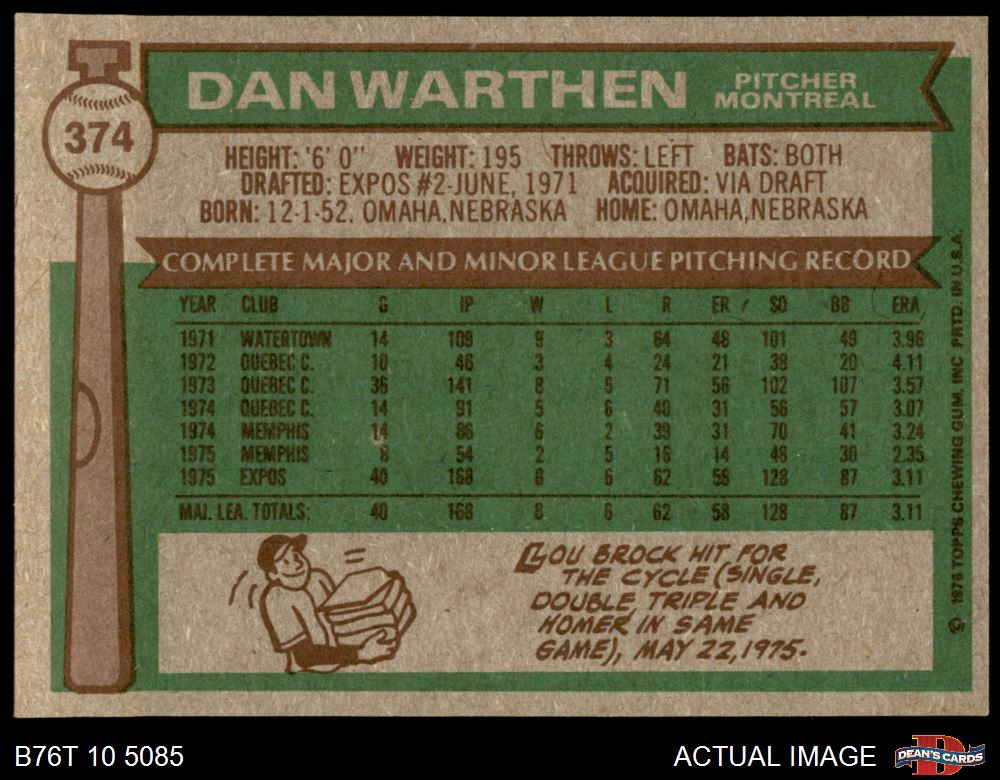 DAN WARTHEN
PITCHER
MONTREAL
374
HEIGHT: '6' 0" WEIGHT: 195 THROWS: LEFT BATS: BOTH
DRAFTED: EXPOS #2-JUNE, 1971 ACQUIRED: VIA DRAFT
BORN: 12-1-52. OMAHA, NEBRASKA HOME: OMAHA, NEBRASKA
COMPLETE MAJOR AND MINOR LEAGUE PITCHING RECORD
YEAR CLUB G IP W L R ER SO BB ERA
1971 WATERTOWN 14 109 9 3 64 48 101 49 3.96
1972 QUEBEC C. 10 46 3 4 24 21 38 20 4.11
1973 QUEBEC C. 36 141 8 5 71 56 102 107 3.57
1974 QUEBEC C. 14 91 5 6 40 31 56 57 3.07
1974 MEMPHIS 14 86 6 2 39 31 70 41 3.24
1975 MEMPHIS 8 54 2 5 16 14 48 30 2.35
1975 EXPOS 40 168 8 6 62 58 128 87 3.11
MAJ. LEA. TOTALS: 40 168 8 6 62 58 128 87 3.11
LOU BROCK HIT FOR
THE CYCLE (SINGLE,
DOUBLE, TRIPLE AND
HOMER IN SAME
GAME), MAY 22, 1975.
© 1976 TOPPS CHEWING GUM, INC PRTD. IN U.S.A.
B76T 10 5085
ACTUAL IMAGE
DEAN'S CARDS